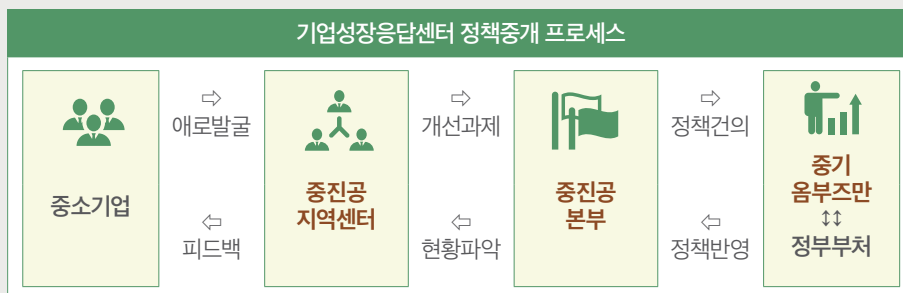 기업성장응답센터 정책중개 프로세스
중소기업
⇨
애로발굴
⇦
피드백
중진공
지역센터
⇨
개선과제
⇦
현황파악
중진공
본부
⇨
정책건의
⇦
정책반영
중기
옴부즈만
↕↕
정부부처